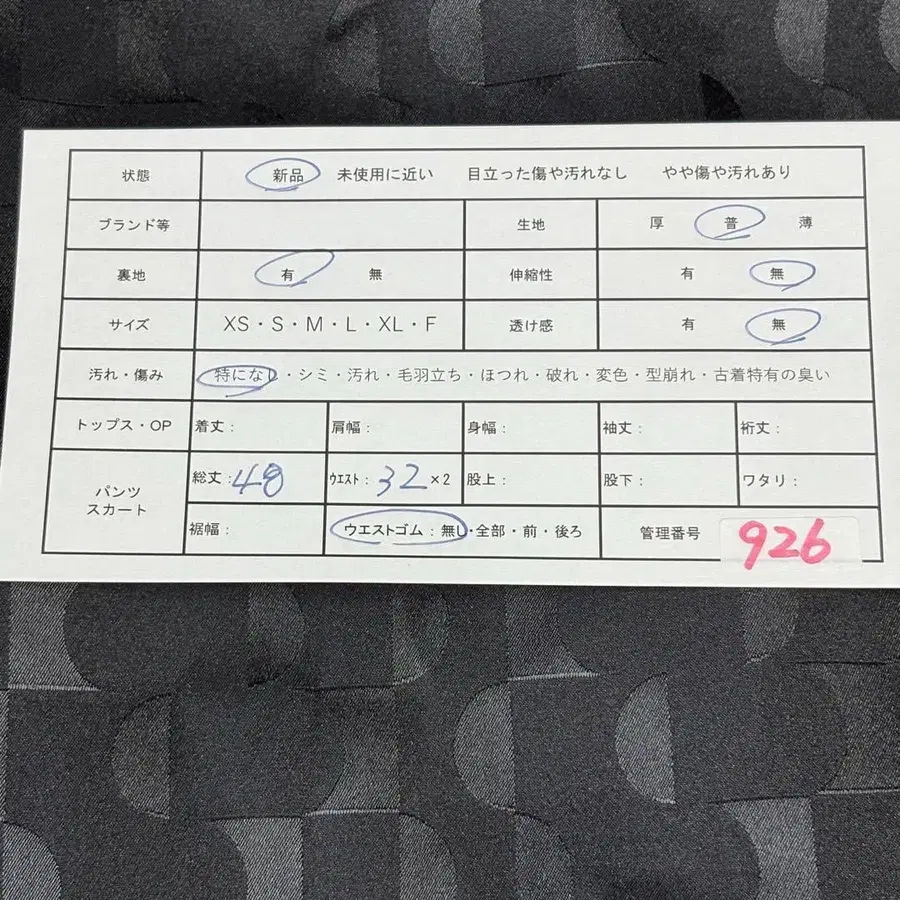 状態 新品 未使用に近い 目立った傷や汚れなし やや傷や汚れあり
ブランド等 生地 厚 普 薄
裏地 有 無 伸縮性 有 無
サイズ XS・S・M・L・XL・F 透け感 有 無
汚れ・傷み 特になし・シミ・汚れ・毛羽立ち・ほつれ・破れ・変色・型崩れ・古着特有の臭い
トップス・OP 着丈: 肩幅: 身幅: 袖丈: 裄丈:
パンツ
スカート
総丈:48 ウエスト:32×2 股上: 股下: ワタリ:
裾幅: ウエストゴム:無し・全部・前・後ろ 管理番号 926